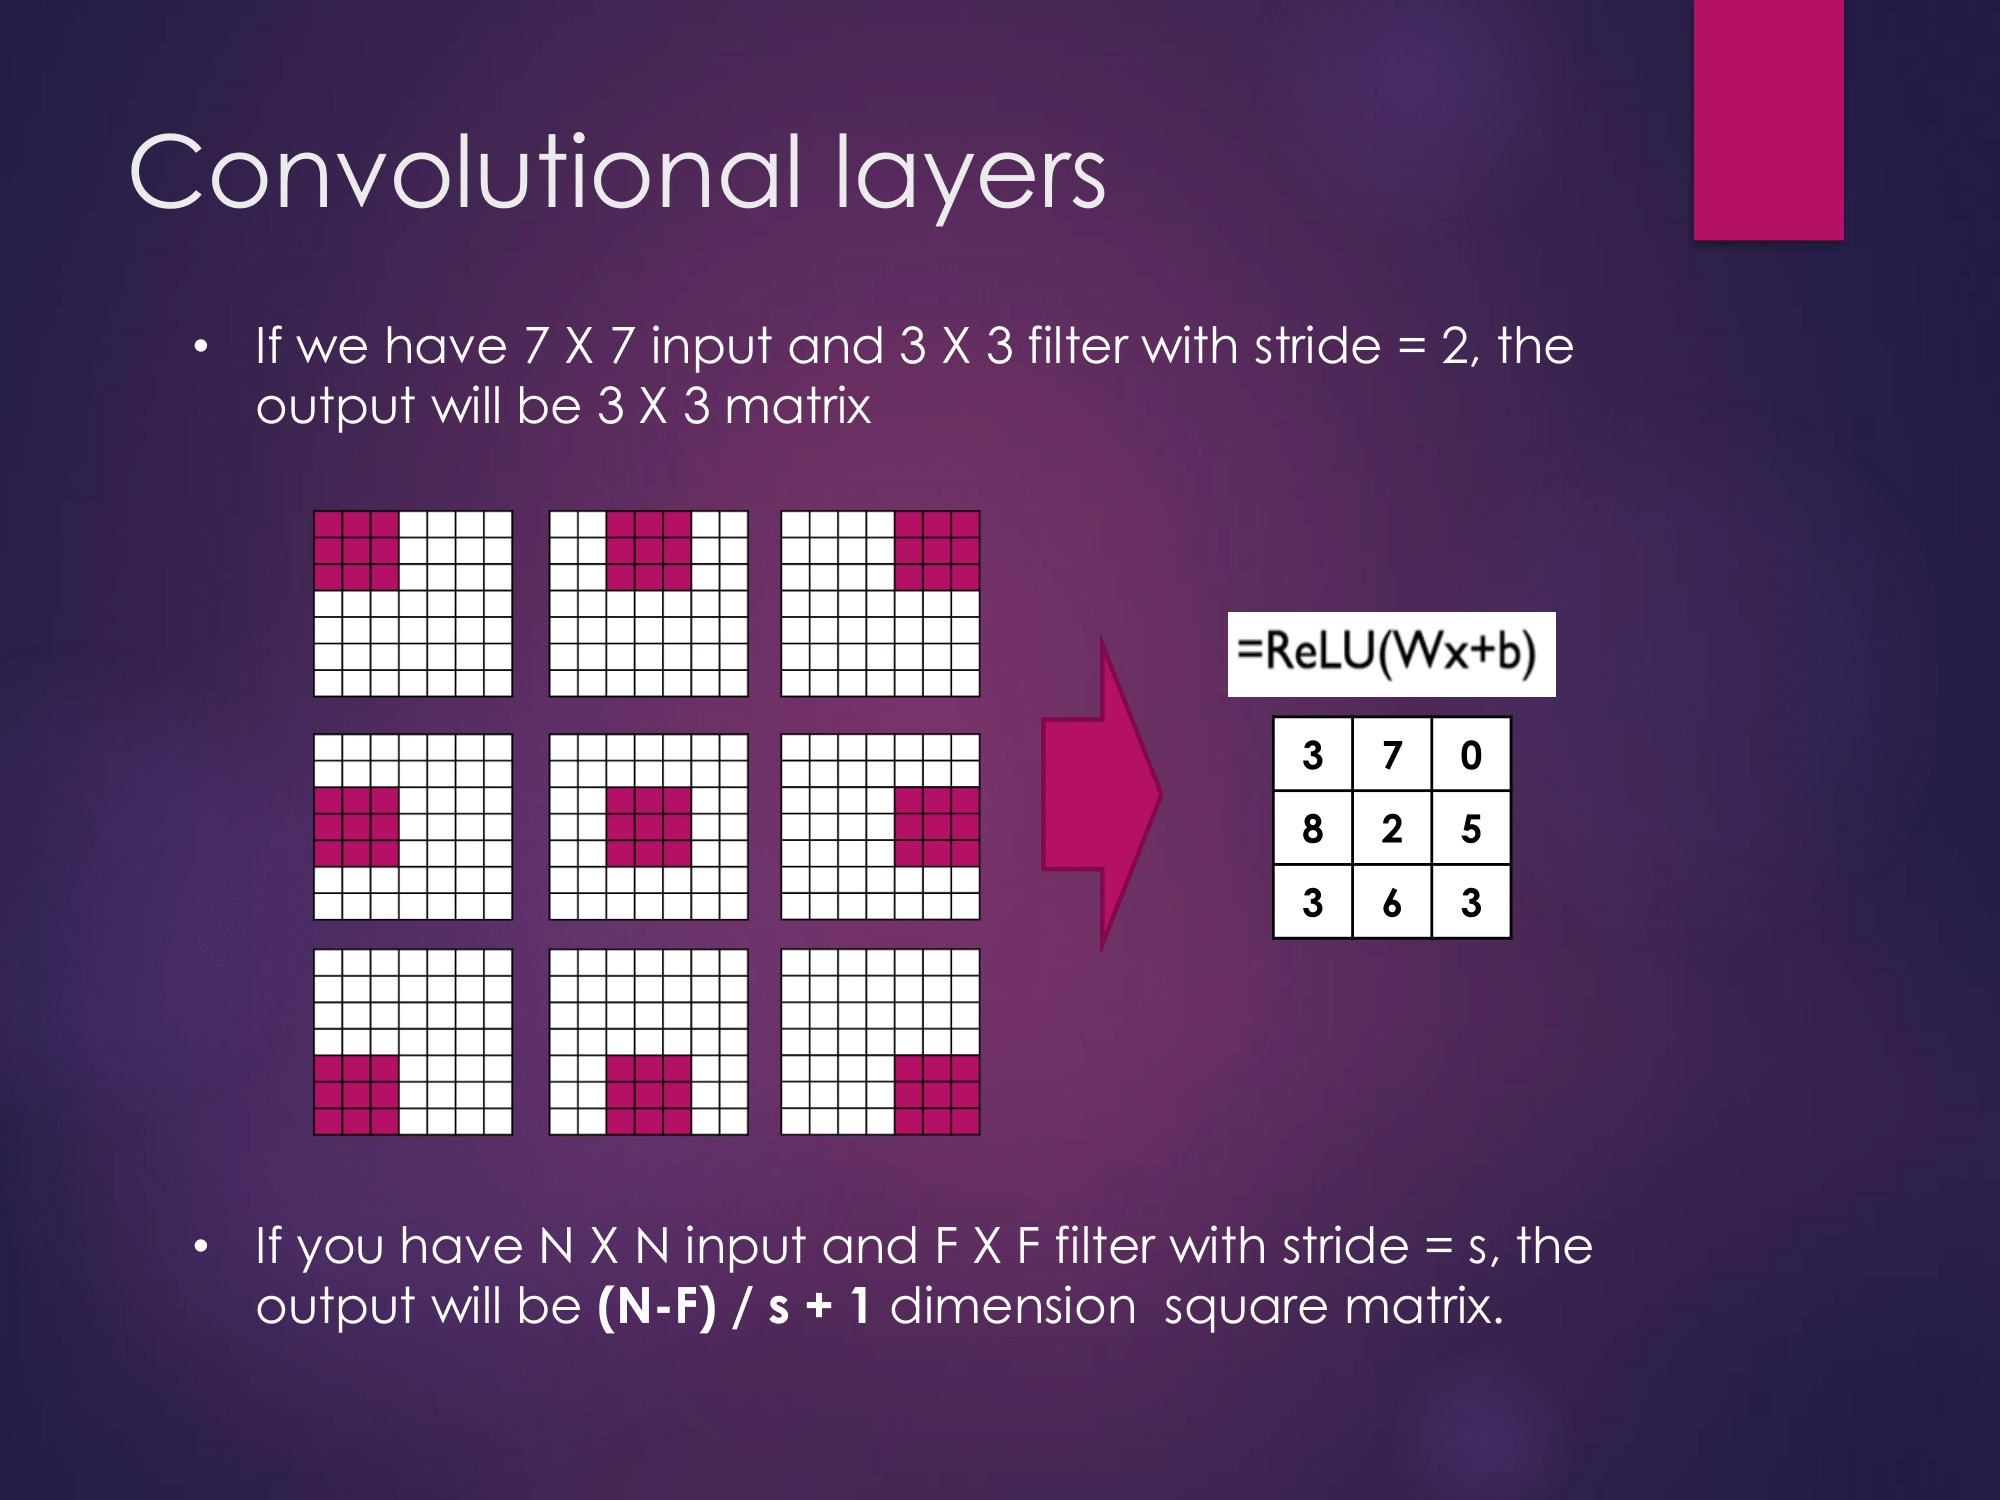 Convolutional layers
• If we have 7 X 7 input and 3 X 3 filter with stride = 2, the
output will be 3 X 3 matrix
=ReLU(Wx+b)
3 7 0
8 2 5
3 6 3
• If you have N X N input and F X F filter with stride = s, the
output will be (N-F) / s + 1 dimension  square matrix.